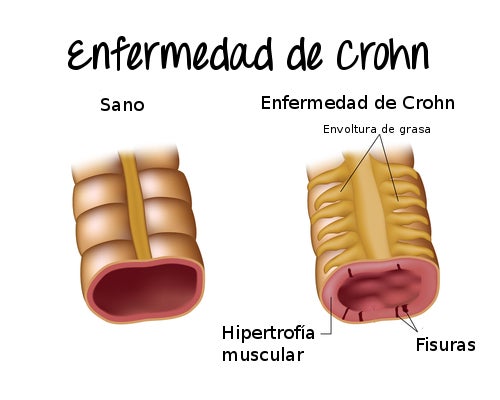 Enfermedad de Crohn
Sano
Enfermedad de Crohn
Envoltura de grasa
Hipertrofía
muscular
Fisuras